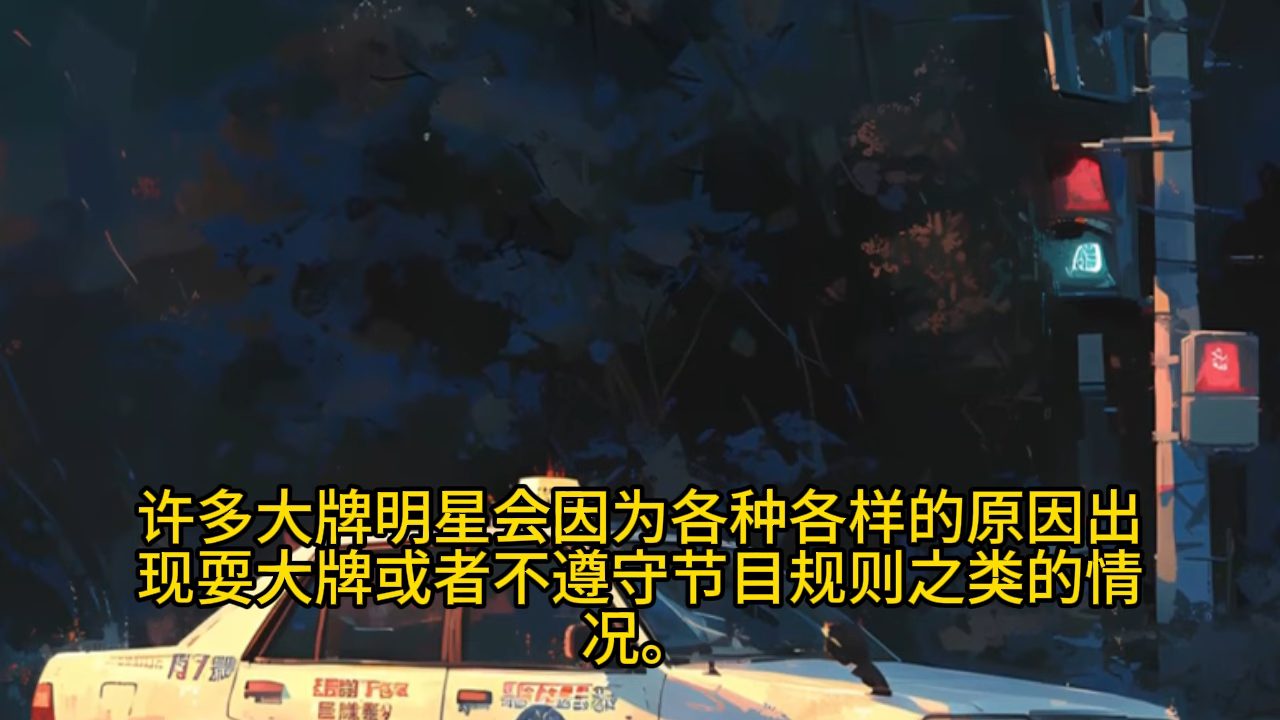 许多大牌明星会因为各种各样的原因出
现耍大牌或者不遵守节目规则之类的情
况。